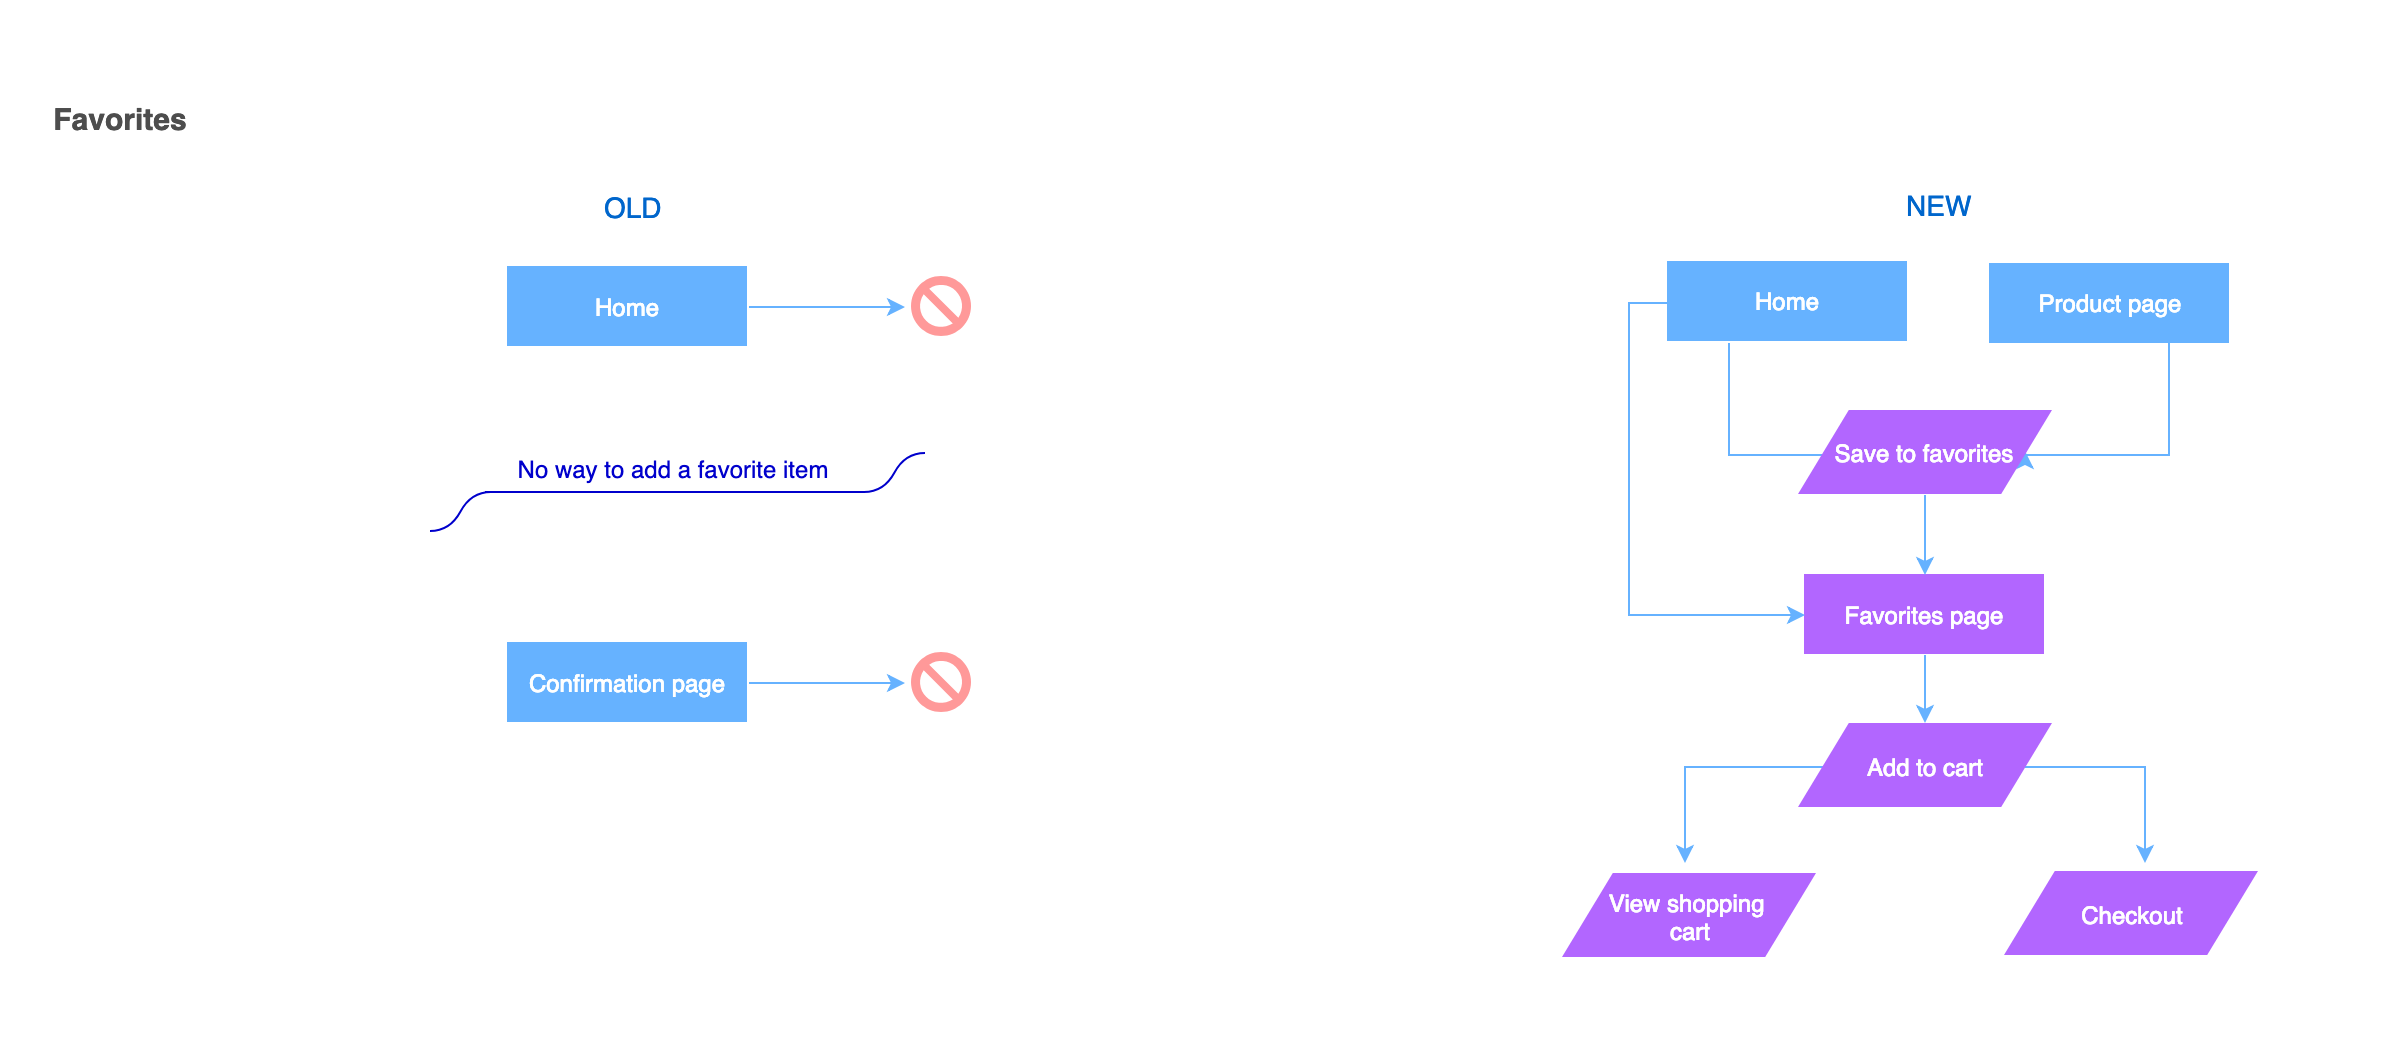 Favorites
OLD
Home
No way to add a favorite item
Confirmation page
NEW
Home
Product page
Save to favorites
Favorites page
Add to cart
View shopping
cart
Checkout